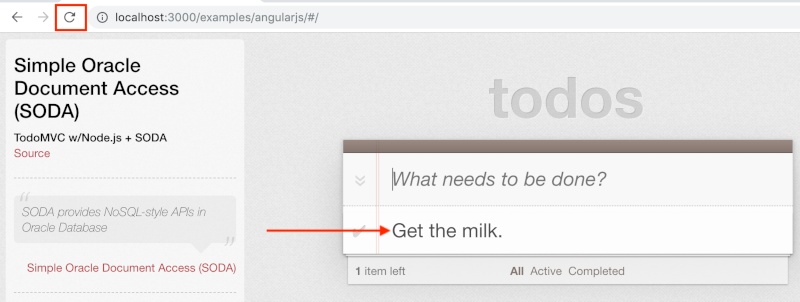 localhost:3000/examples/angularjs/#/
Simple Oracle
Document Access
(SODA)
TodoMVC w/Node.js + SODA
Source
“
SODA provides NoSQL-style APIs in
Oracle Database
”
Simple Oracle Document Access (SODA)
todos
What needs to be done?
Get the milk.
1 item left All Active Completed